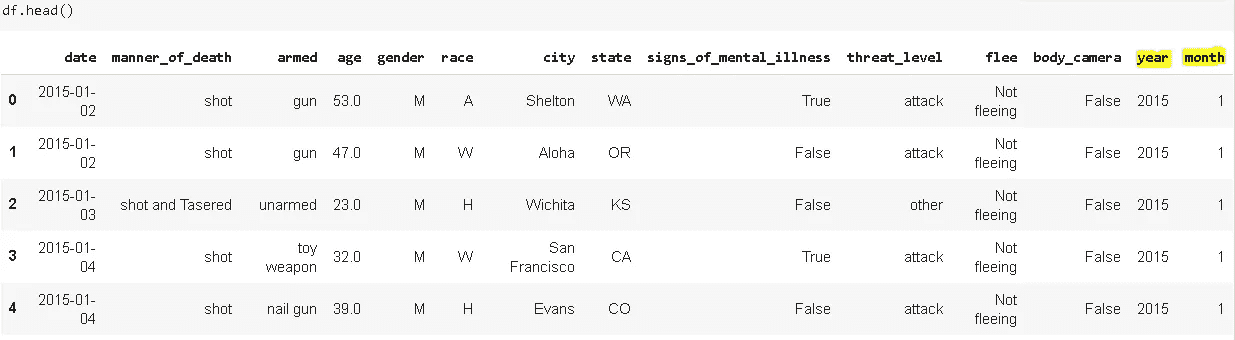 df.head()
date manner_of_death armed age gender race city state signs_of_mental_illness threat_level flee body_camera year month
0 2015-01-02 shot gun 53.0 M A Shelton WA True attack Not fleeing False 2015 1
1 2015-01-02 shot gun 47.0 M W Aloha OR False attack Not fleeing False 2015 1
2 2015-01-03 shot and Tasered unarmed 23.0 M H Wichita KS False other Not fleeing False 2015 1
3 2015-01-04 shot toy weapon 32.0 M W San Francisco CA True attack Not fleeing False 2015 1
4 2015-01-04 shot nail gun 39.0 M H Evans CO False attack Not fleeing False 2015 1